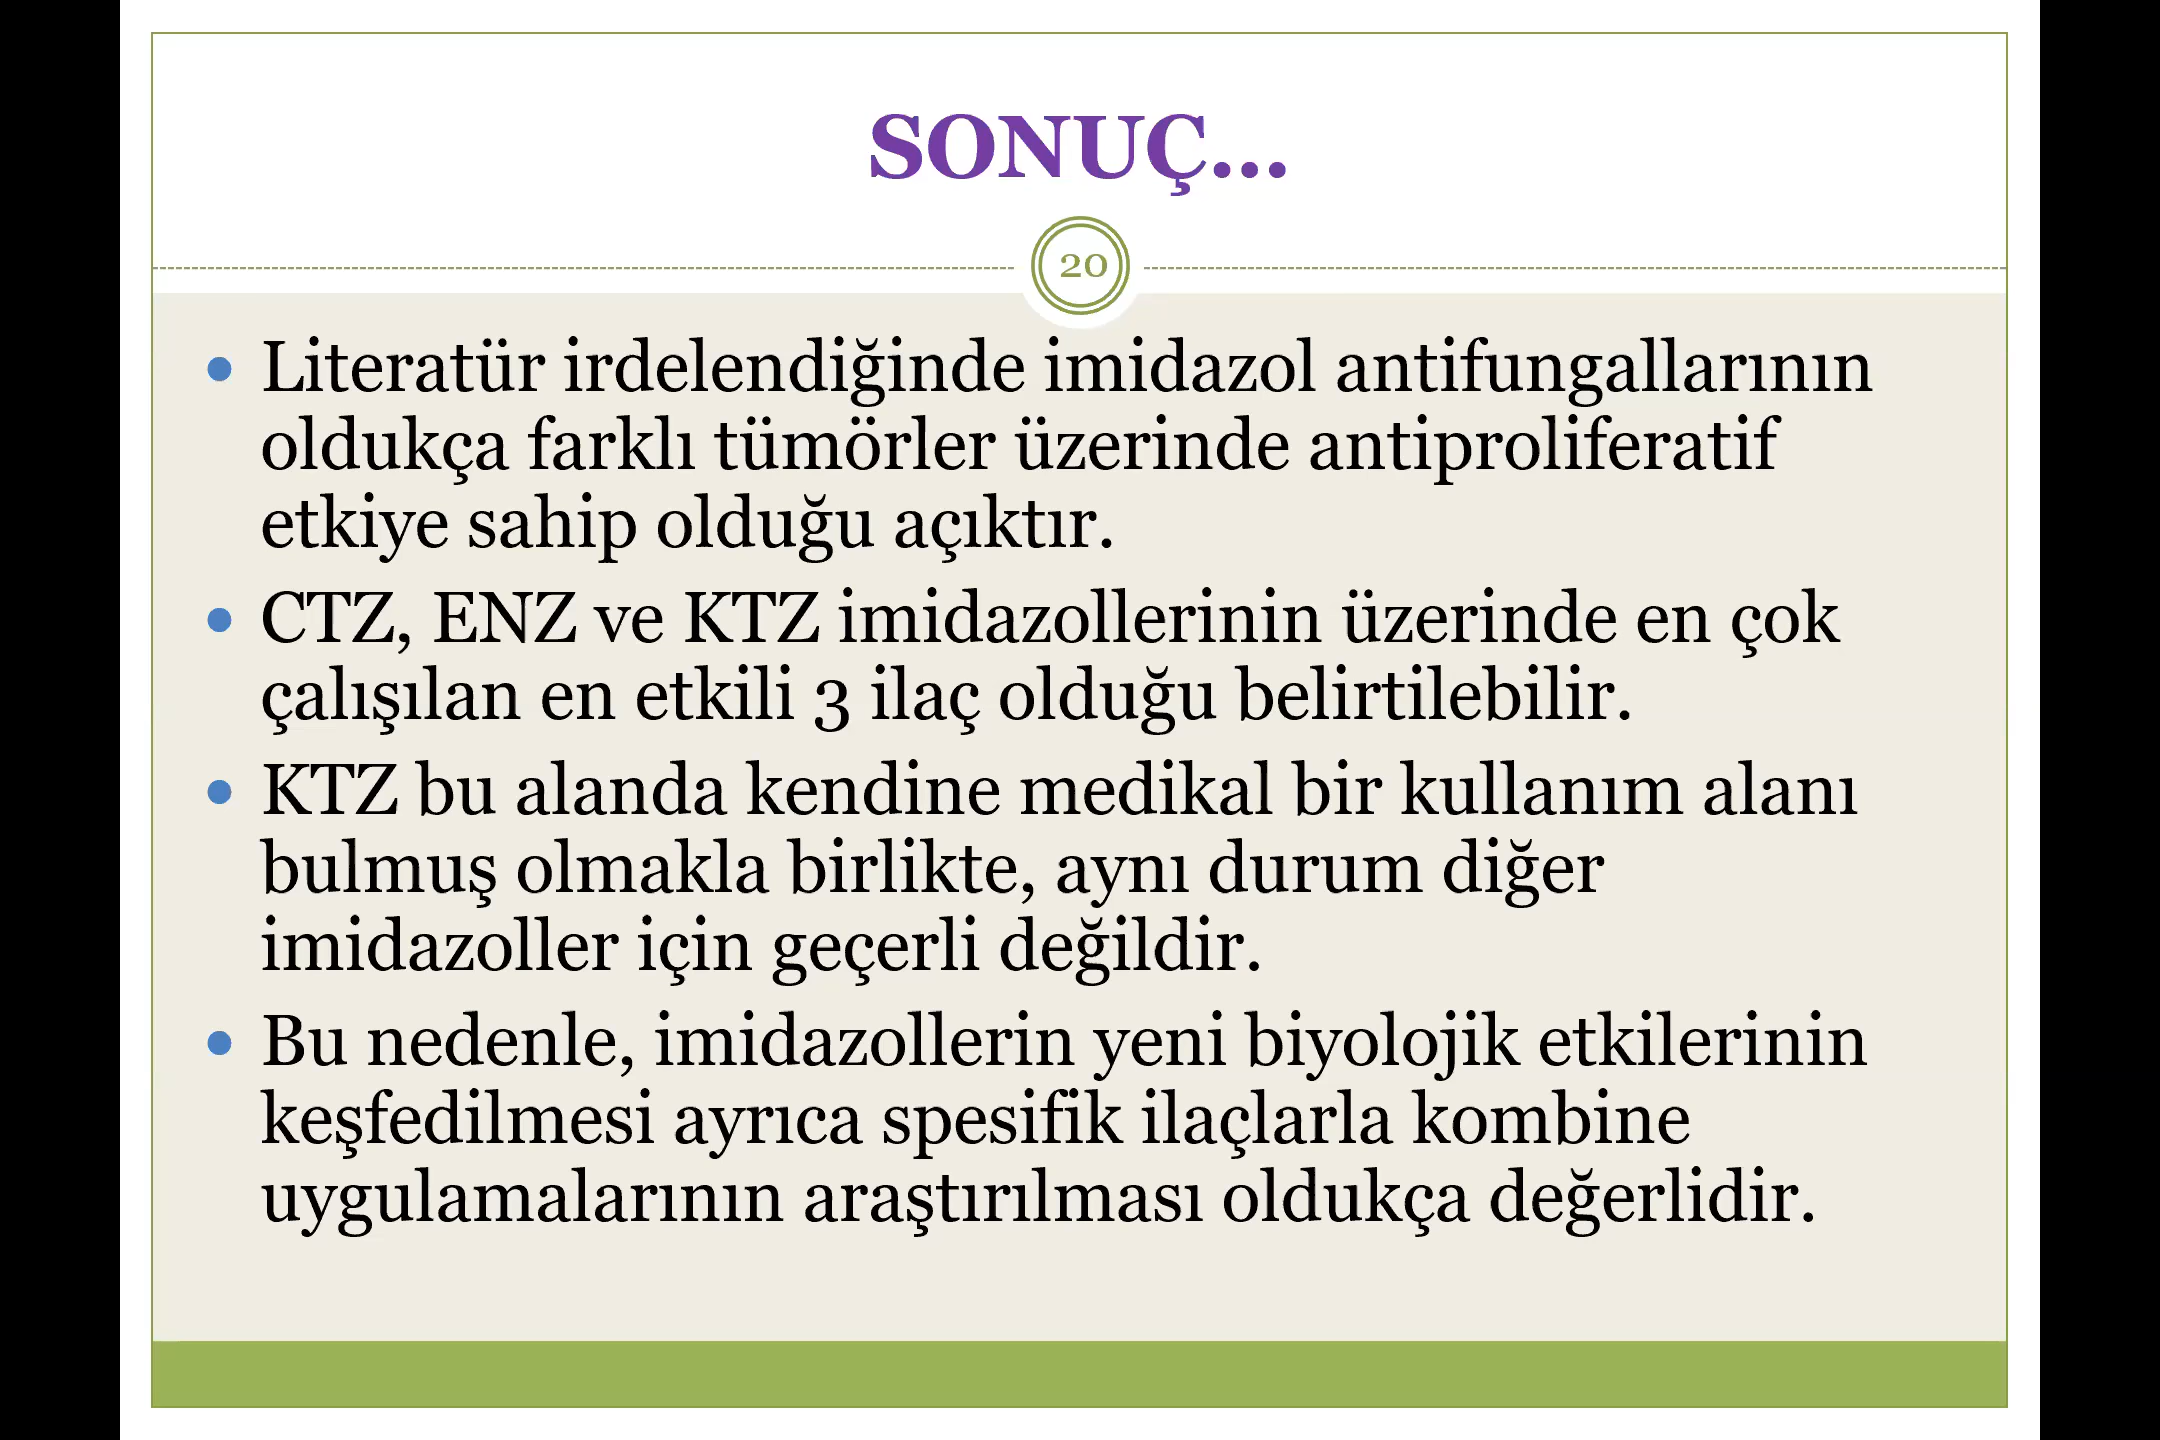 SONUÇ...
20
• Literatür irdelendiğinde imidazol antifungallarının
oldukça farklı tümörler üzerinde antiproliferatif
etkiye sahip olduğu açıktır.
• CTZ, ENZ ve KTZ imidazollerinin üzerinde en çok
çalışılan en etkili 3 ilaç olduğu belirtilebilir.
• KTZ bu alanda kendine medikal bir kullanım alanı
bulmuş olmakla birlikte, aynı durum diğer
imidazoller için geçerli değildir.
• Bu nedenle, imidazollerin yeni biyolojik etkilerinin
keşfedilmesi ayrıca spesifik ilaçlarla kombine
uygulamalarının araştırılması oldukça değerlidir.